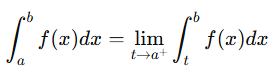 ∫_a^b f(x)dx = lim_{t→a⁺} ∫_t^b f(x)dx